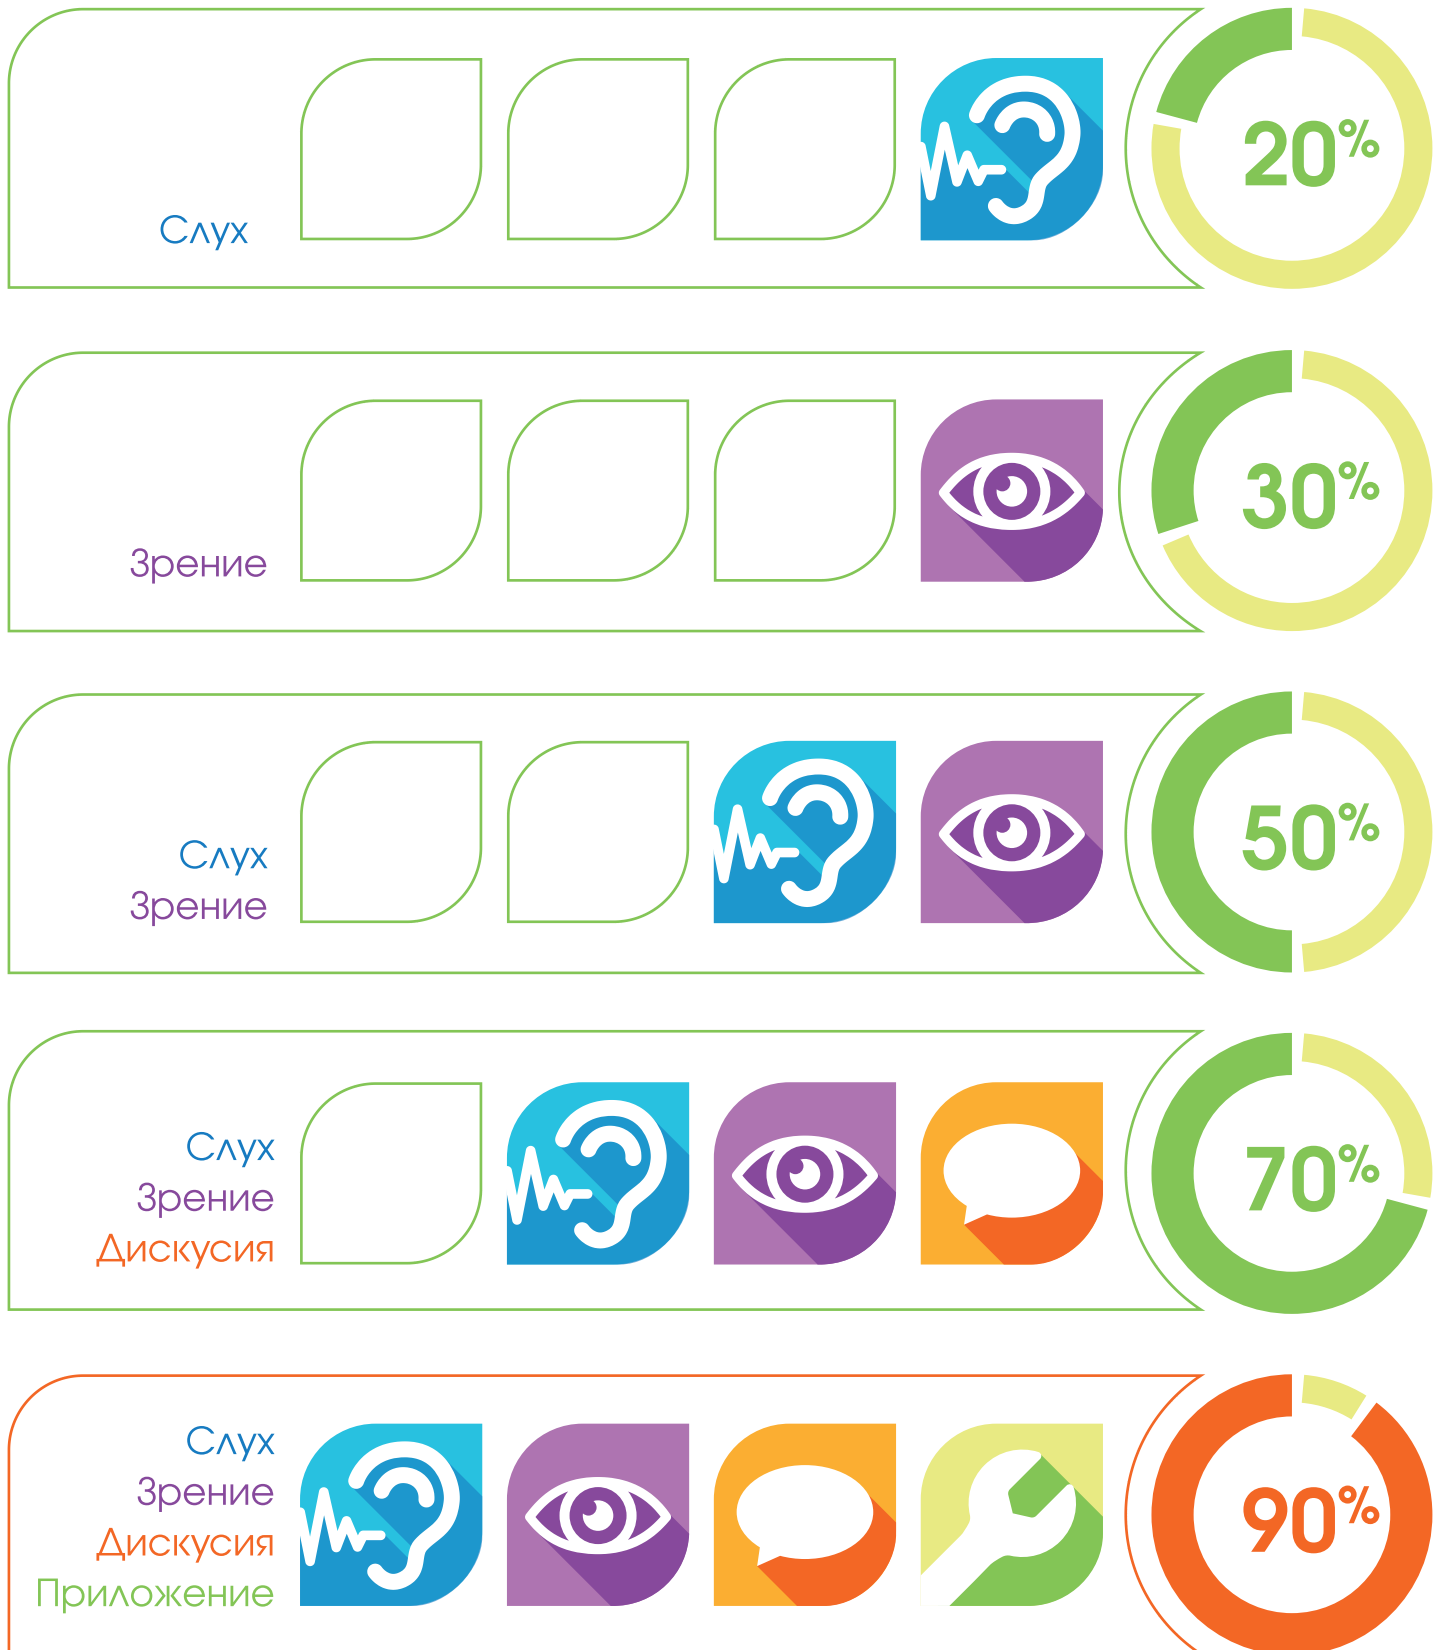 Слух
20%
Зрение
30%
Слух
Зрение
50%
Слух
Зрение
Дискусия
70%
Слух
Зрение
Дискусия
Приложение
90%